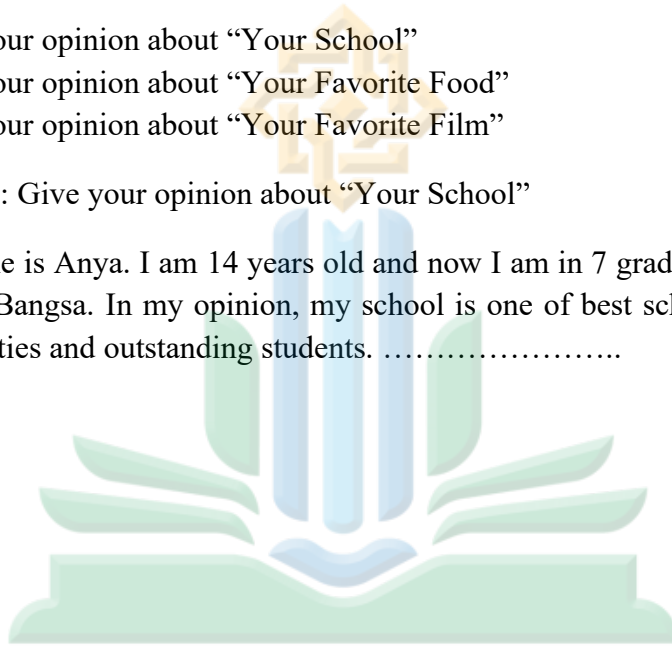 our opinion about “Your School”
our opinion about “Your Favorite Food”
our opinion about “Your Favorite Film”
: Give your opinion about “Your School”
e is Anya. I am 14 years old and now I am in 7 grad
Bangsa. In my opinion, my school is one of best sc
ties and outstanding students. …………………..